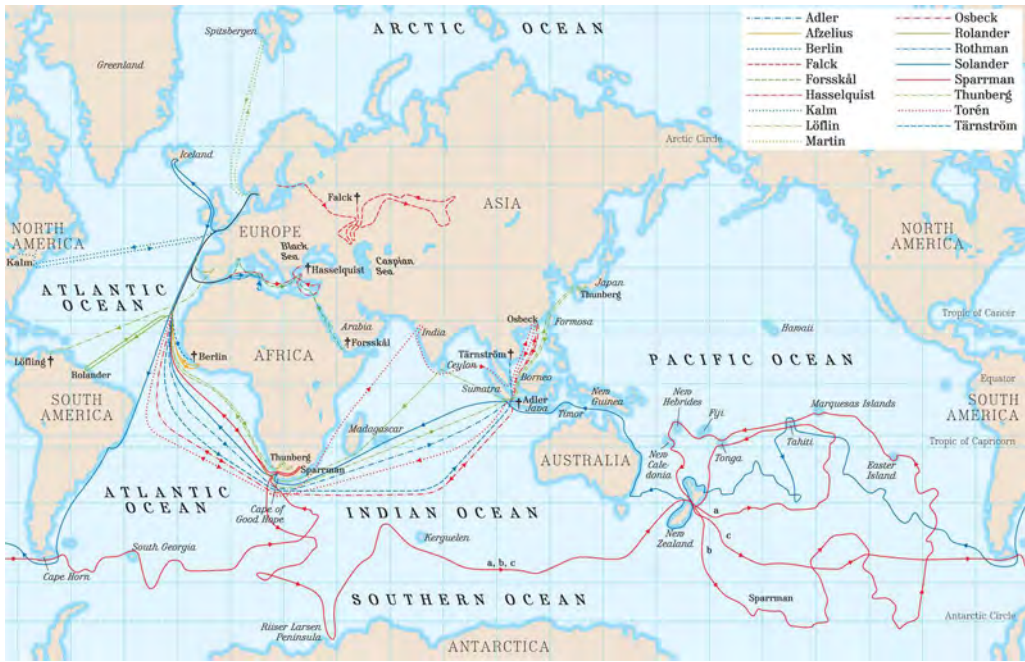 Spitsbergen
ARCTIC OCEAN
Greenland
Adler
Afzelius
Berlin
Falck
Forsskål
Hasselquist
Kalm
Löflin
Martin
Osbeck
Rolander
Rothman
Solander
Sparrman
Thunberg
Torén
Tärnström
Arctic Circle
Iceland
Falck
ASIA
NORTH
AMERICA
Kalm
EUROPE
Black
Sea
Hasselquist
Caspian
Sea
NORTH
AMERICA
ATLANTIC
OCEAN
Japan
Thunberg
Arabia
Forsskål
India
Osbeck
Formosa
Tropic of Cancer
Hawaii
Löfling
Rolander
Berlin
AFRICA
Tärnström
Ceylon
Borneo
PACIFIC OCEAN
Equator
SOUTH
AMERICA
Sumatra
Adler
Java
Timor
New
Guinea
New
Hebrides
Fiji
Marquesas Islands
SOUTH
AMERICA
Madagascar
Tahiti
Tropic of Capricorn
Thunberg
Sparrman
AUSTRALIA
New
Cale-
donia
Tonga
Easter
Island
ATLANTIC
OCEAN
Cape of
Good Hope
INDIAN OCEAN
a
New
Zealand
c
b
Kerguelen
South Georgia
Cape Horn
a, b, c
Sparrman
SOUTHERN OCEAN
Riiser Larsen
Peninsula
Antarctic Circle
ANTARCTICA